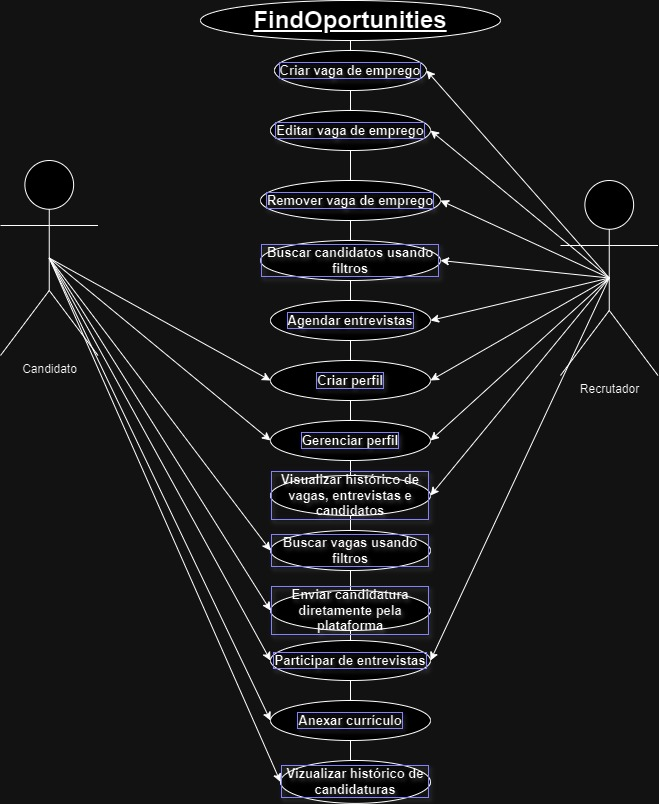 FindOportunities
Criar vaga de emprego
Editar vaga de emprego
Remover vaga de emprego
Buscar candidatos usando
filtros
Agendar entrevistas
Candidato
Criar perfil
Recrutador
Gerenciar perfil
Visualizar histórico de
vagas, entrevistas e
candidatos
Buscar vagas usando
filtros
Enviar candidatura
diretamente pela
plataforma
Participar de entrevistas
Anexar currículo
Vizualizar histórico de
candidaturas